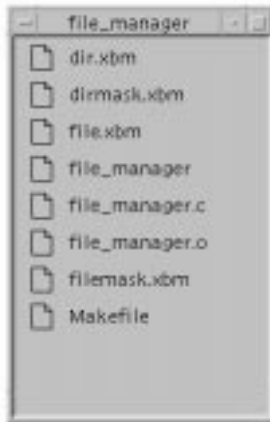 file_manager
dir.xbm
dirmask.xbm
file.xbm
file_manager
file_manager.c
file_manager.o
filemask.xbm
Makefile